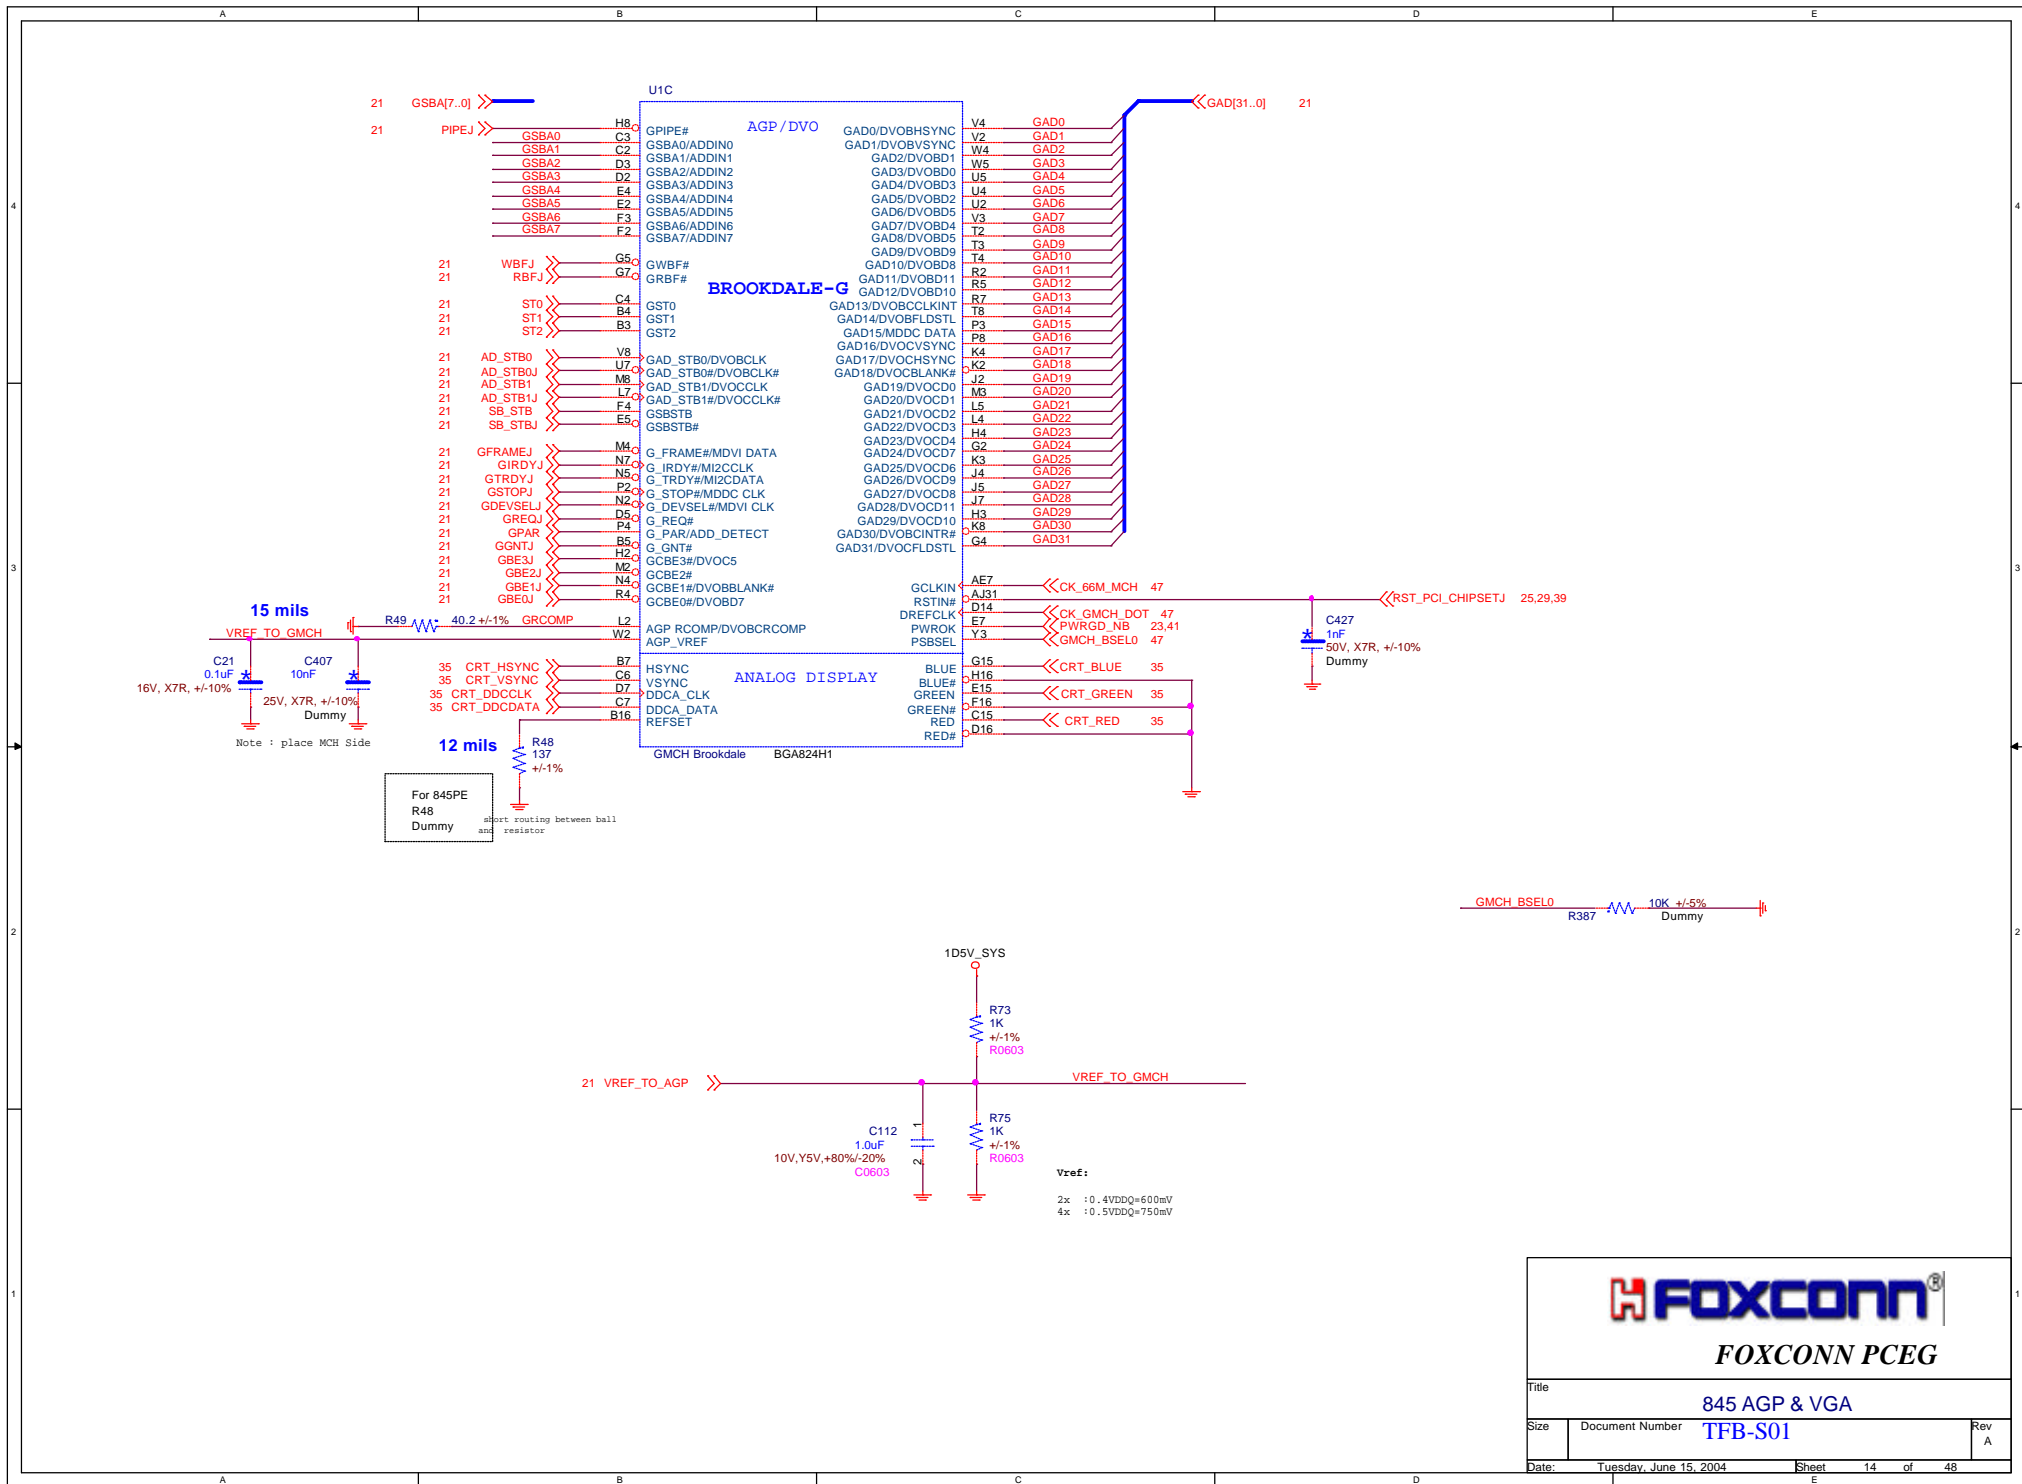 A B C D E
U1C
21 GSBA[7..0]
GAD[31..0] 21
AGP/DVO
BROOKDALE-G
21 PIPEJ H8 GPIPE#
GSBA0 C3 GSBA0/ADDIN0
GSBA1 C2 GSBA1/ADDIN1
GSBA2 D3 GSBA2/ADDIN2
GSBA3 D2 GSBA3/ADDIN3
GSBA4 E4 GSBA4/ADDIN4
GSBA5 E2 GSBA5/ADDIN5
GSBA6 F3 GSBA6/ADDIN6
GSBA7 F2 GSBA7/ADDIN7
21 WBFJ G5 GWBF#
21 RBFJ G7 GRBF#
21 ST0 C4 GST0
21 ST1 B4 GST1
21 ST2 B3 GST2
21 AD_STB0 V8 GAD_STB0/DVOBCLK
21 AD_STB0J U7 GAD_STB0#/DVOBCLK#
21 AD_STB1 M8 GAD_STB1/DVOCCLK
21 AD_STB1J L7 GAD_STB1#/DVOCCLK#
21 SB_STB F4 GSBSTB
21 SB_STBJ E5 GSBSTB#
21 GFRAMEJ M4 G_FRAME#/MDVI DATA
21 GIRDYJ N7 G_IRDY#/MI2CCLK
21 GTRDYJ N5 G_TRDY#/MI2CDATA
21 GSTOPJ P2 G_STOP#/MDDC CLK
21 GDEVSELJ N2 G_DEVSEL#/MDVI CLK
21 GREQJ D5 G_REQ#
21 GPAR P4 G_PAR/ADD_DETECT
21 GGNTJ B5 G_GNT#
21 GBE3J H2 GCBE3#/DVOC5
21 GBE2J M2 GCBE2#
21 GBE1J N4 GCBE1#/DVOBBLANK#
21 GBE0J R4 GCBE0#/DVOBD7
R49 40.2 +/-1% GRCOMP L2 AGP RCOMP/DVOBCRCOMP
15 mils
VREF_TO_GMCH W2 AGP_VREF
GAD0/DVOBHSYNC V4 GAD0
GAD1/DVOBVSYNC V2 GAD1
GAD2/DVOBD1 W4 GAD2
GAD3/DVOBD0 W5 GAD3
GAD4/DVOBD3 U5 GAD4
GAD5/DVOBD2 U4 GAD5
GAD6/DVOBD5 U2 GAD6
GAD7/DVOBD4 V3 GAD7
GAD8/DVOBD5 T2 GAD8
GAD9/DVOBD9 T3 GAD9
GAD10/DVOBD8 T4 GAD10
GAD11/DVOBD11 R2 GAD11
GAD12/DVOBD10 R5 GAD12
GAD13/DVOBCCLKINT R7 GAD13
GAD14/DVOBFLDSTL T8 GAD14
GAD15/MDDC DATA P3 GAD15
GAD16/DVOCVSYNC P8 GAD16
GAD17/DVOCHSYNC K4 GAD17
GAD18/DVOCBLANK# K2 GAD18
GAD19/DVOCD0 J2 GAD19
GAD20/DVOCD1 M3 GAD20
GAD21/DVOCD2 L5 GAD21
GAD22/DVOCD3 L4 GAD22
GAD23/DVOCD4 H4 GAD23
GAD24/DVOCD7 G2 GAD24
GAD25/DVOCD6 K3 GAD25
GAD26/DVOCD9 J4 GAD26
GAD27/DVOCD8 J5 GAD27
GAD28/DVOCD11 J7 GAD28
GAD29/DVOCD10 H3 GAD29
GAD30/DVOBCINTR# K8 GAD30
GAD31/DVOCFLDSTL G4 GAD31
GCLKIN AE7 CK_66M_MCH 47
RSTIN# AJ31 RST_PCI_CHIPSETJ 25,29,39
DREFCLK D14 CK_GMCH_DOT 47
PWROK E7 PWRGD_NB 23,41
PSBSEL Y3 GMCH_BSEL0 47
C427
1nF
50V, X7R, +/-10%
Dummy
C21
0.1uF
16V, X7R, +/-10%
C407
10nF
25V, X7R, +/-10%
Dummy
Note : place MCH Side
ANALOG DISPLAY
35 CRT_HSYNC B7 HSYNC
35 CRT_VSYNC C6 VSYNC
35 CRT_DDCCLK D7 DDCA_CLK
35 CRT_DDCDATA C7 DDCA_DATA
B16 REFSET
BLUE G15 CRT_BLUE 35
BLUE# H16
GREEN E15 CRT_GREEN 35
GREEN# F16
RED C15 CRT_RED 35
RED# D16
GMCH Brookdale BGA824H1
12 mils
R48
137
+/-1%
For 845PE
R48
Dummy
short routing between ball
and resistor
GMCH_BSEL0 R387 10K +/-5%
Dummy
1D5V_SYS
R73
1K
+/-1%
R0603
21 VREF_TO_AGP VREF_TO_GMCH
C112
1.0uF
10V,Y5V,+80%/-20%
C0603
1
2
R75
1K
+/-1%
R0603
Vref:
2x :0.4VDDQ=600mV
4x :0.5VDDQ=750mV
4 4
3 3
2 2
1 1
FOXCONN®
FOXCONN PCEG
Title
845 AGP & VGA
Size Document Number TFB-S01 Rev
A
Date: Tuesday, June 15, 2004 Sheet 14 of 48
A B C D E